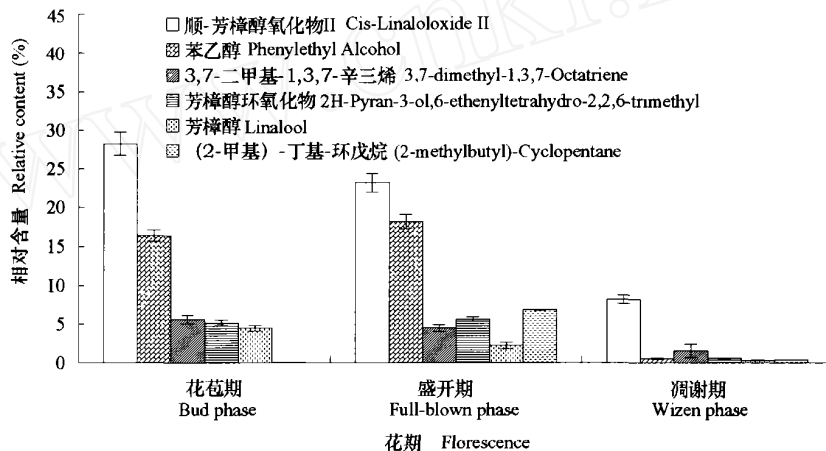 相对含量 Relative content (%)
45
40
35
30
25
20
15
10
5
0
顺-芳樟醇氧化物II Cis-Linaloloxide II
苯乙醇 Phenylethyl Alcohol
3,7-二甲基-1,3,7-辛三烯 3,7-dimethyl-1,3,7-Octatriene
芳樟醇环氧化物 2H-Pyran-3-ol,6-ethenyltetrahydro-2,2,6-trimethyl
芳樟醇 Linalool
(2-甲基）-丁基-环戊烷 (2-methylbutyl)-Cyclopentane
花苞期
Bud phase
盛开期
Full-blown phase
凋谢期
Wizen phase
花期 Florescence